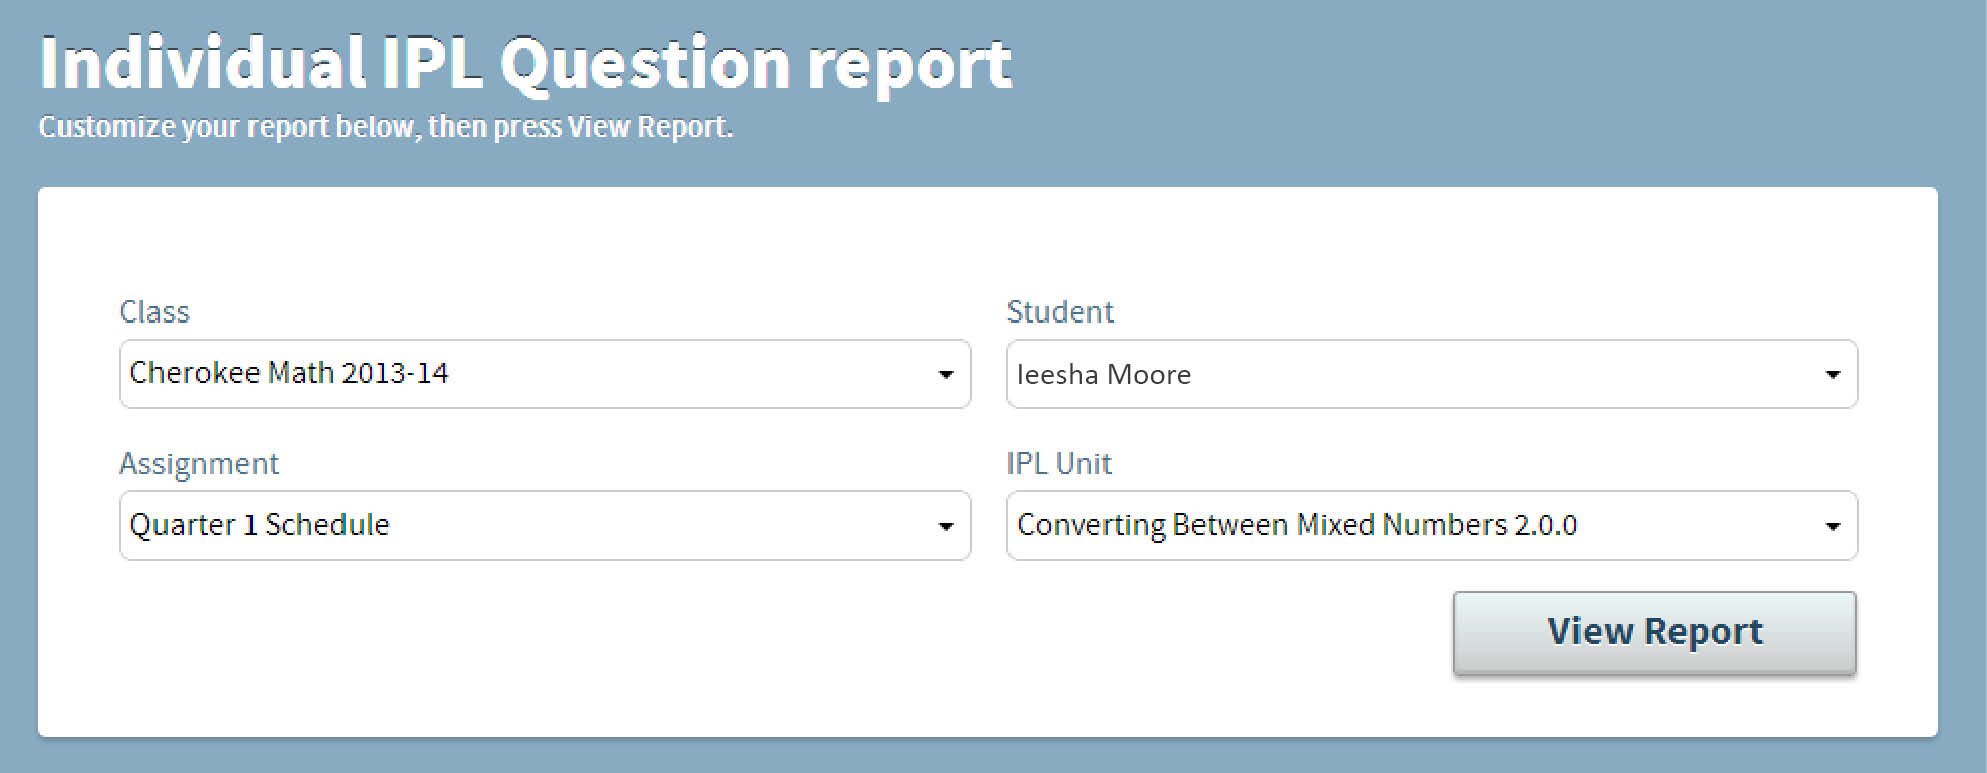 Individual IPL Question report
Customize your report below, then press View Report.
Class
Student
Cherokee Math 2013-14
Ieesha Moore
Assignment
IPL Unit
Quarter 1 Schedule
Converting Between Mixed Numbers 2.0.0
View Report